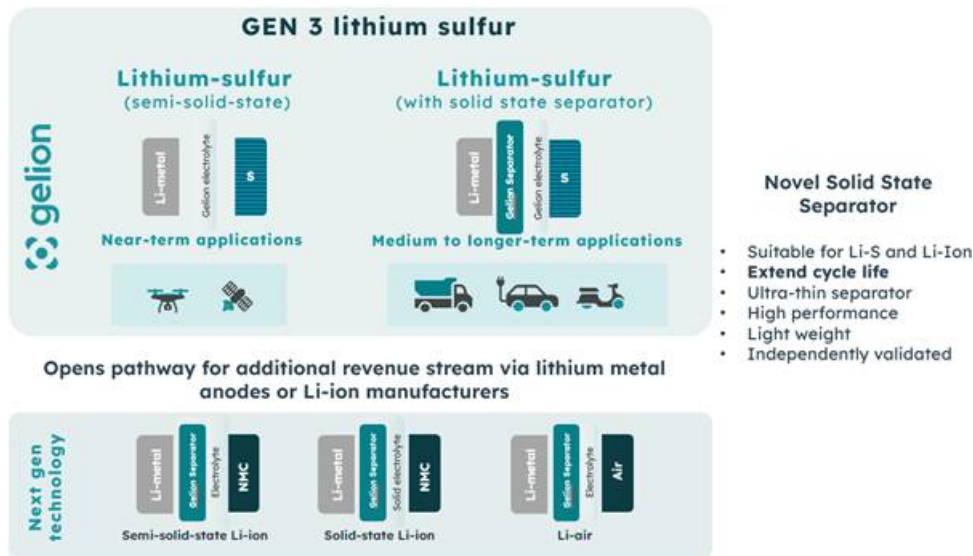 GEN 3 lithium sulfur
gelion
Lithium-sulfur
(semi-solid-state)
Li-metal
Gelion electrolyte
S
Near-term applications
Lithium-sulfur
(with solid state separator)
Li-metal
Gelion Separator
Gelion electrolyte
S
Medium to longer-term applications
Novel Solid State
Separator
• Suitable for Li-S and Li-Ion
• Extend cycle life
• Ultra-thin separator
• High performance
• Light weight
• Independently validated
Opens pathway for additional revenue stream via lithium metal
anodes or Li-ion manufacturers
Next gen
technology
Li-metal
Gelion Separator
Electrolyte
NMC
Semi-solid-state Li-ion
Li-metal
Gelion Separator
Solid electrolyte
NMC
Solid-state Li-ion
Li-metal
Gelion Separator
Electrolyte
Air
Li-air